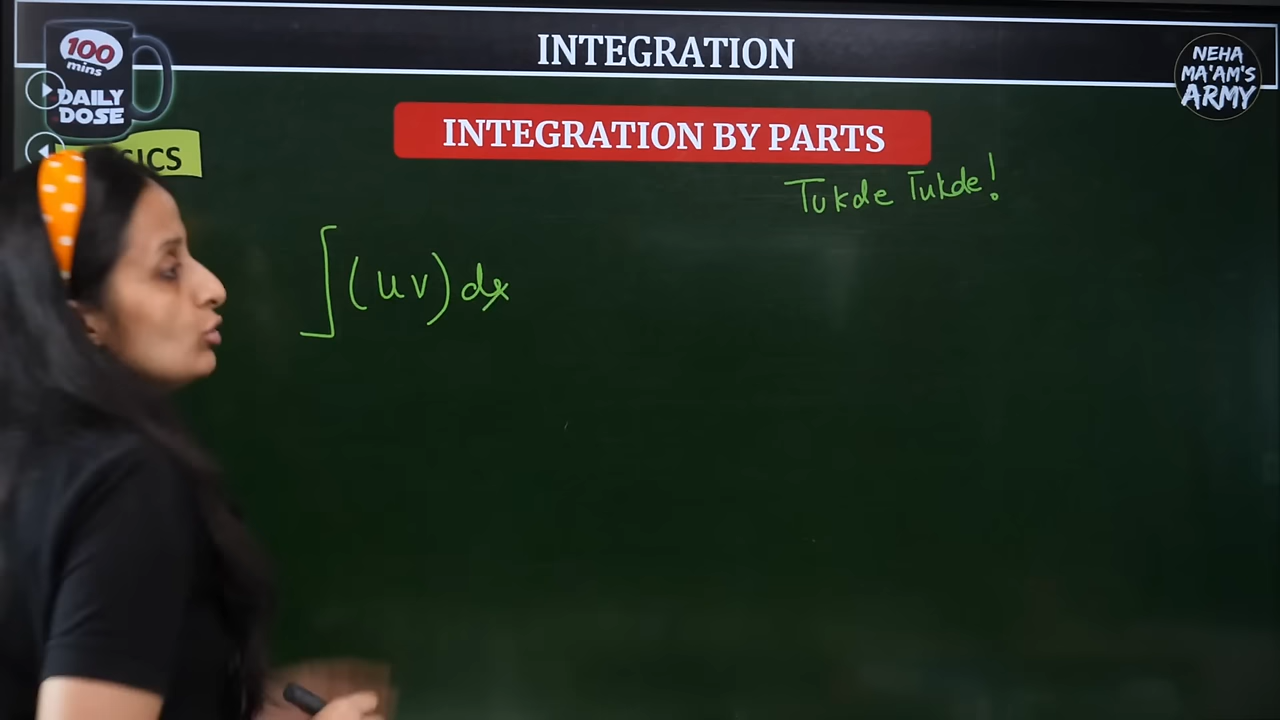 100
mins
DAILY
DOSE
INTEGRATION
NEHA
MA'AM'S
ARMY
INTEGRATION BY PARTS
Tukde Tukde!
∫(uv)dx